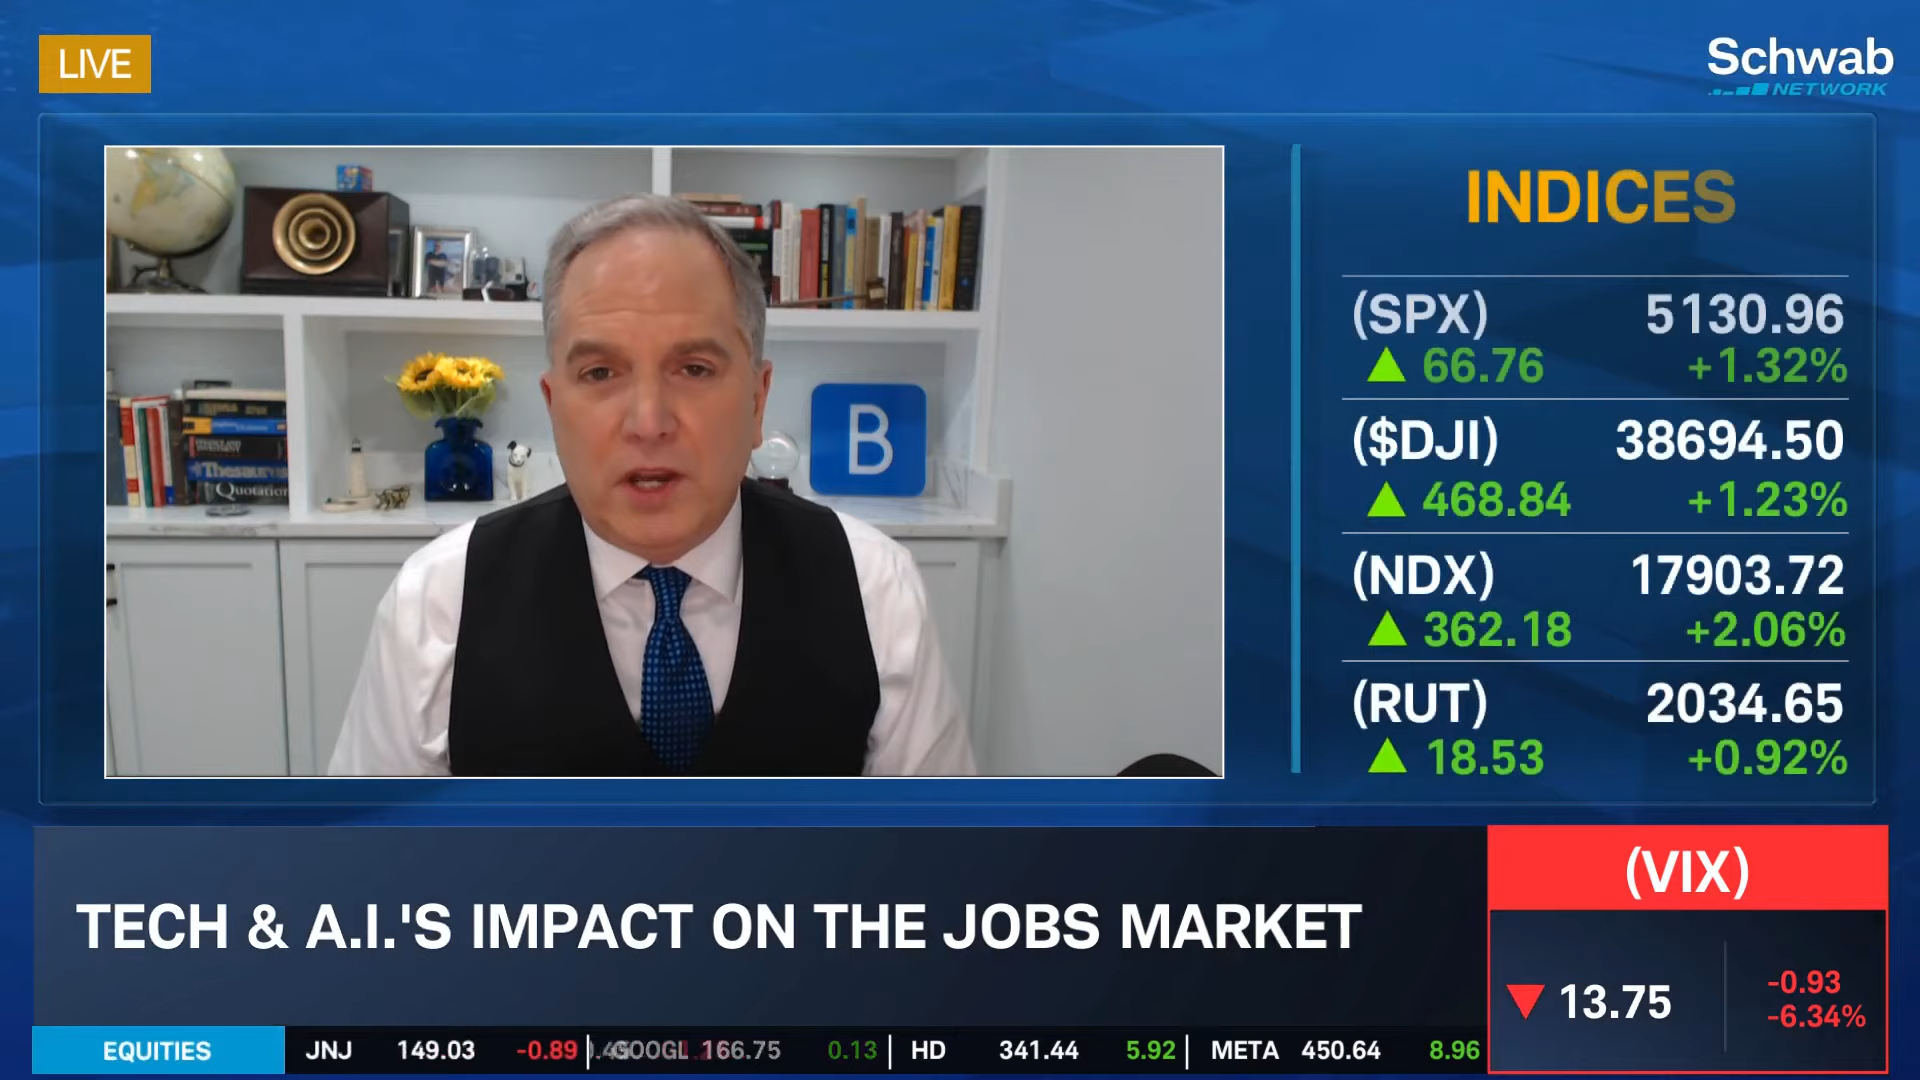 LIVE
Schwab
NETWORK
Thesaurus
Quotation
B
INDICES
(SPX) 5130.96
▲ 66.76 +1.32%
($DJI) 38694.50
▲ 468.84 +1.23%
(NDX) 17903.72
▲ 362.18 +2.06%
(RUT) 2034.65
▲ 18.53 +0.92%
TECH & A.I.'S IMPACT ON THE JOBS MARKET
(VIX)
▼ 13.75
-0.93
-6.34%
EQUITIES JNJ 149.03 -0.89 GOOGL 166.75 0.13 HD 341.44 5.92 META 450.64 8.96